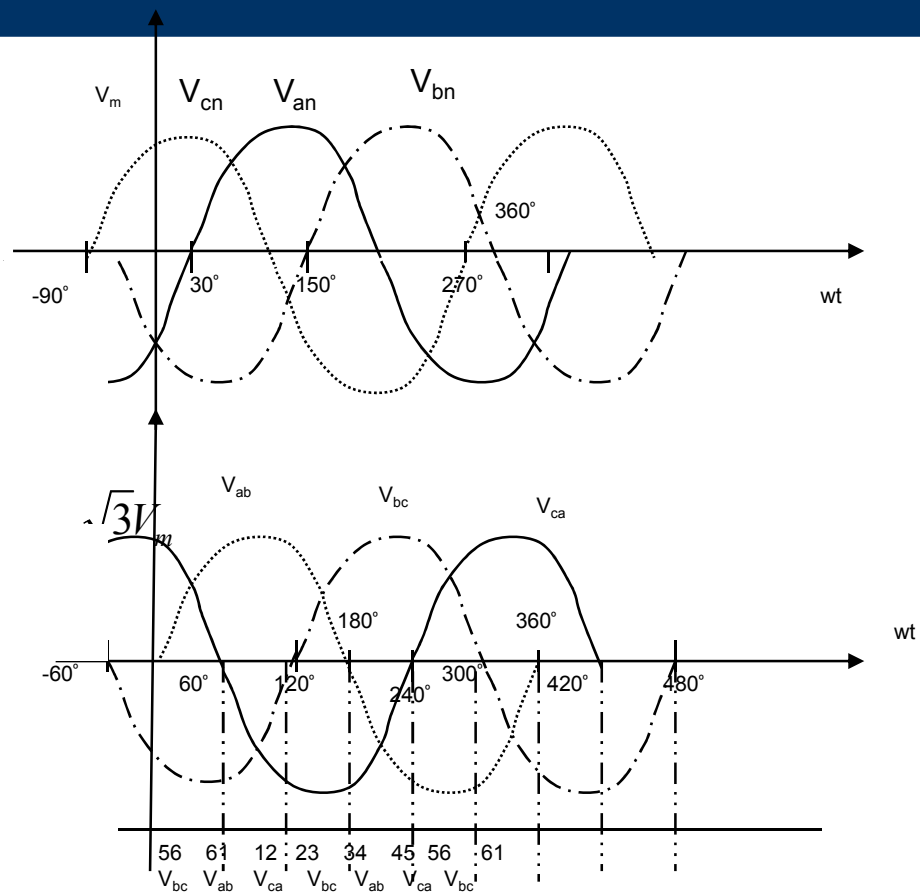 V_m V_cn V_an V_bn
360°
-90° 30° 150° 270° wt
V_ab V_bc V_ca
√3V_m
180° 360° wt
-60° 60° 120° 240° 300° 420° 480°
56 61 12 23 34 45 56 61
V_bc V_ab V_ca V_bc V_ab V_ca V_bc